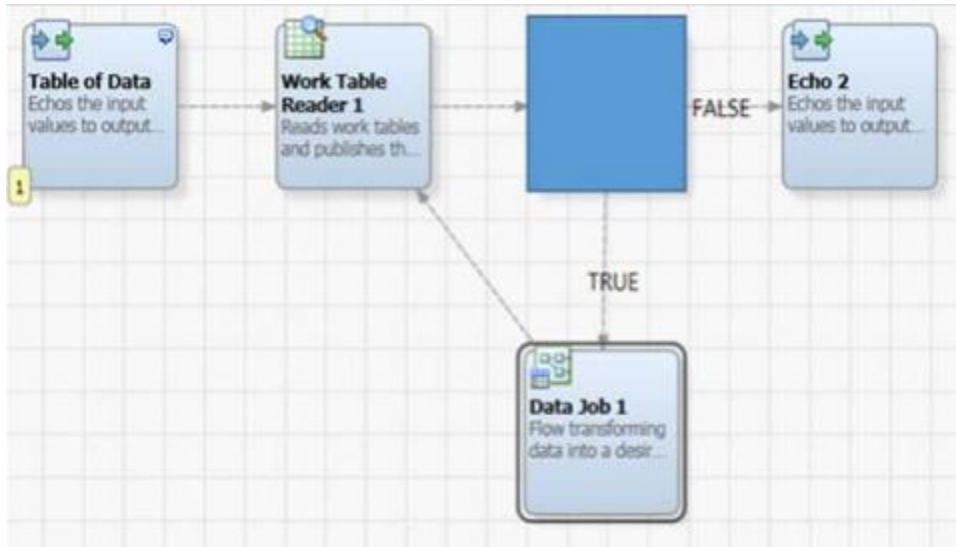 Table of Data
Echos the input
values to output...
1
Work Table
Reader 1
Reads work tables
and publishes th...
FALSE
Echo 2
Echos the input
values to output...
TRUE
Data Job 1
Flow transforming
data into a desir...